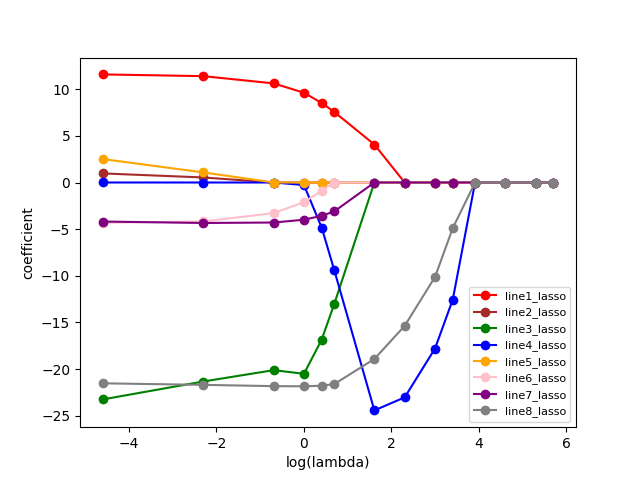 10
5
0
−5
−10
−15
−20
−25
coefficient
−4
−2
0
2
4
6
log(lambda)
line1_lasso
line2_lasso
line3_lasso
line4_lasso
line5_lasso
line6_lasso
line7_lasso
line8_lasso